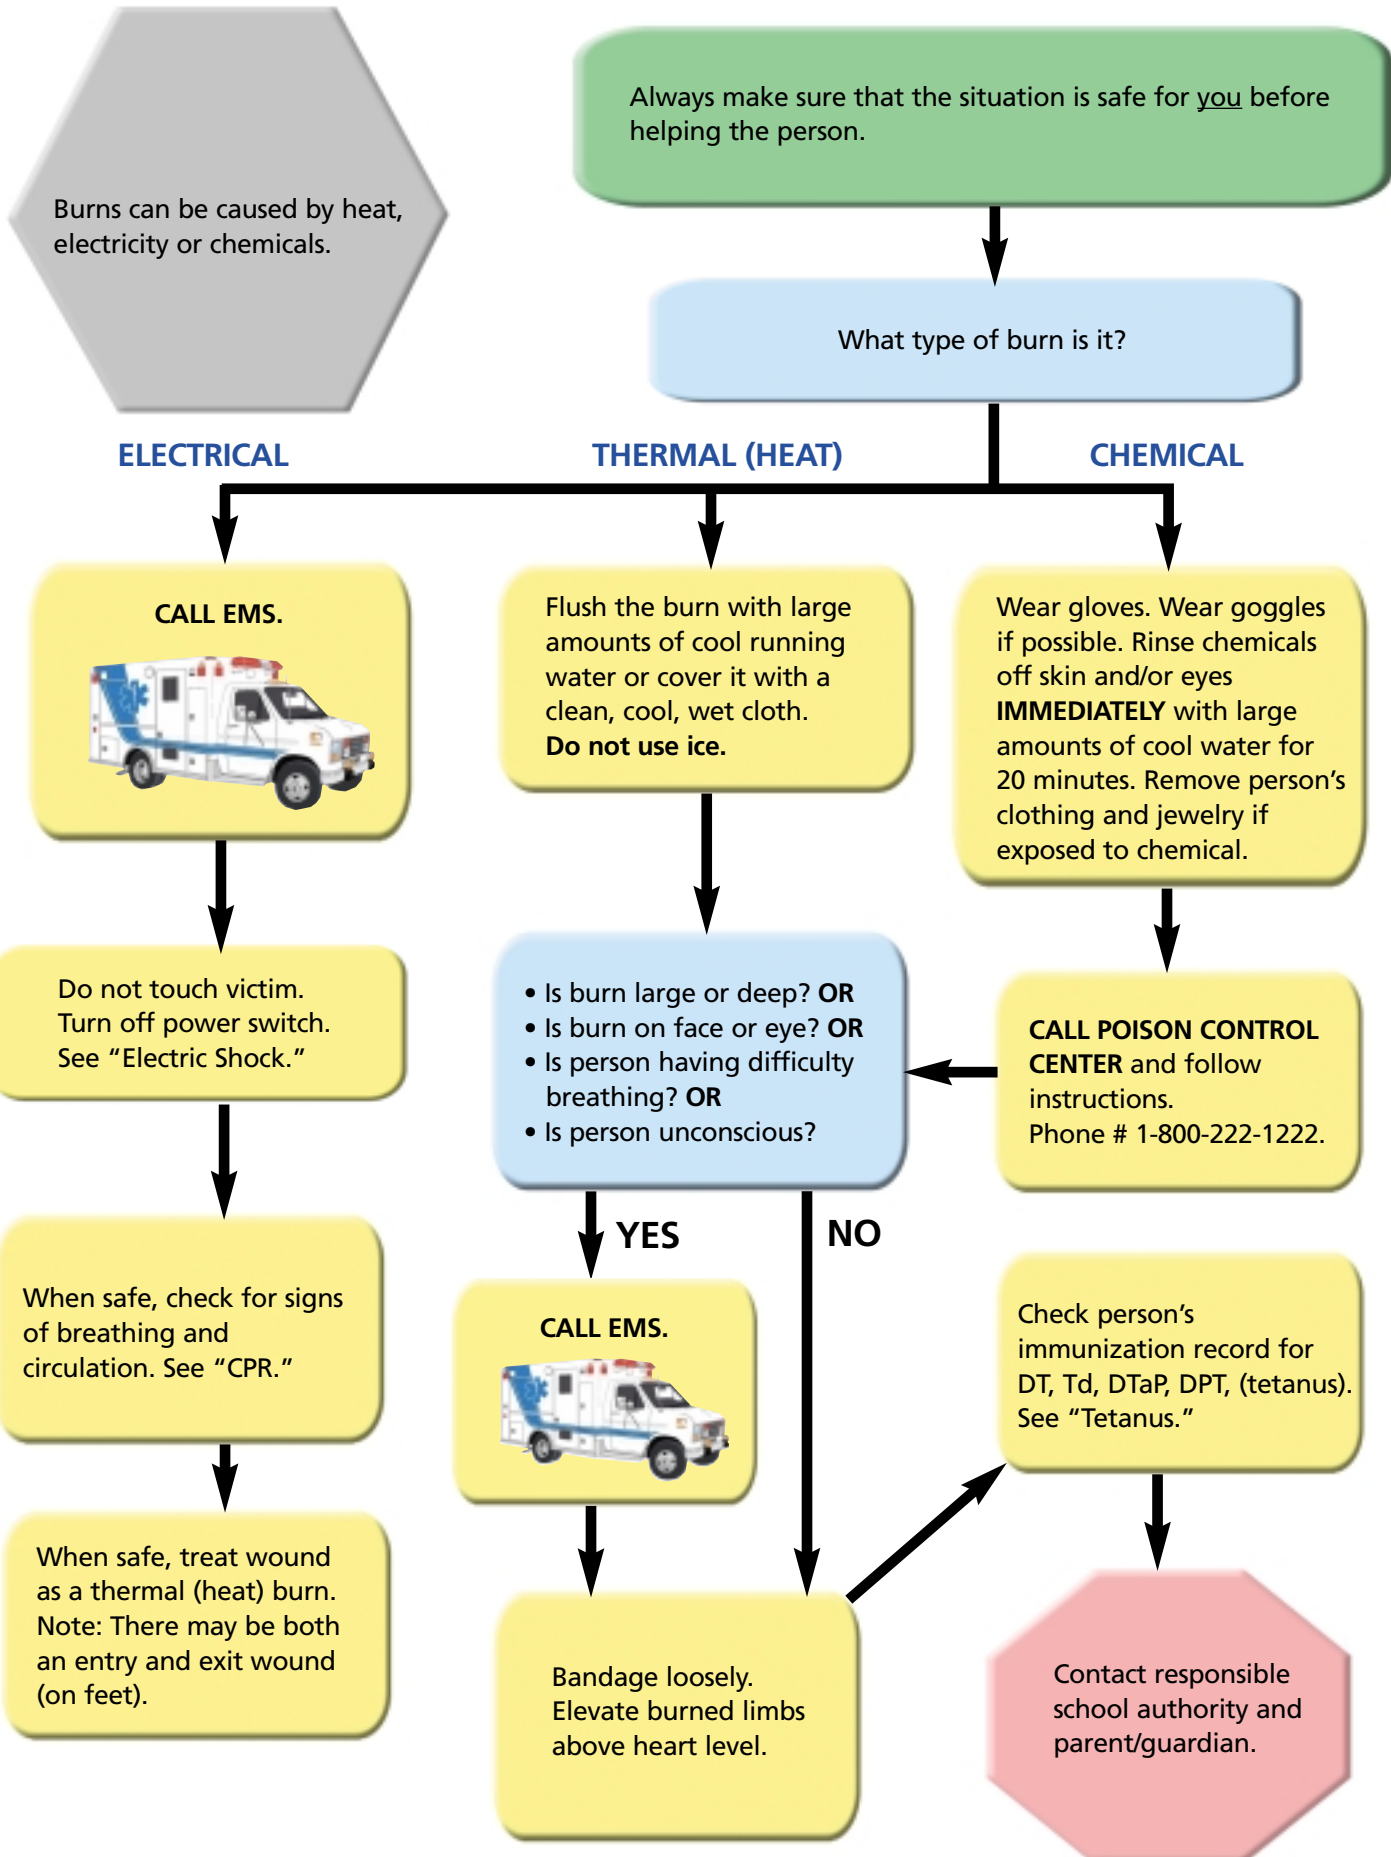 Burns can be caused by heat,
electricity or chemicals.
Always make sure that the situation is safe for you before
helping the person.
What type of burn is it?
ELECTRICAL
THERMAL (HEAT)
CHEMICAL
CALL EMS.
Do not touch victim.
Turn off power switch.
See “Electric Shock.”
When safe, check for signs
of breathing and
circulation. See “CPR.”
When safe, treat wound
as a thermal (heat) burn.
Note: There may be both
an entry and exit wound
(on feet).
Flush the burn with large
amounts of cool running
water or cover it with a
clean, cool, wet cloth.
Do not use ice.
• Is burn large or deep? OR
• Is burn on face or eye? OR
• Is person having difficulty
breathing? OR
• Is person unconscious?
YES
NO
CALL EMS.
Bandage loosely.
Elevate burned limbs
above heart level.
Wear gloves. Wear goggles
if possible. Rinse chemicals
off skin and/or eyes
IMMEDIATELY with large
amounts of cool water for
20 minutes. Remove person’s
clothing and jewelry if
exposed to chemical.
CALL POISON CONTROL
CENTER and follow
instructions.
Phone # 1-800-222-1222.
Check person’s
immunization record for
DT, Td, DTaP, DPT, (tetanus).
See “Tetanus.”
Contact responsible
school authority and
parent/guardian.